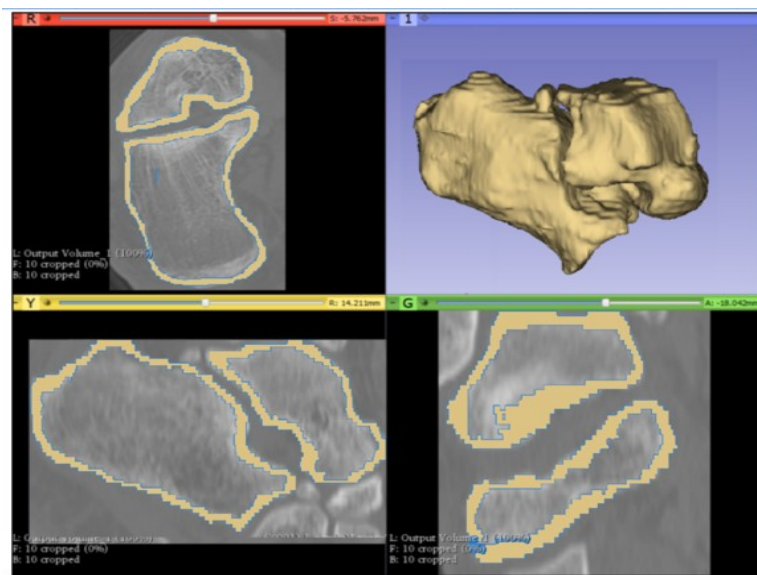 R
S: -5.762mm
1
L: Output Volume_1 (100%)
F: 10 cropped (0%)
B: 10 cropped
Y
R: 14.211mm
G
A: -18.042mm
F: 10 cropped (0%)
B: 10 cropped
L: Output Volume_1 (100%)
F: 10 cropped (0%)
B: 10 cropped